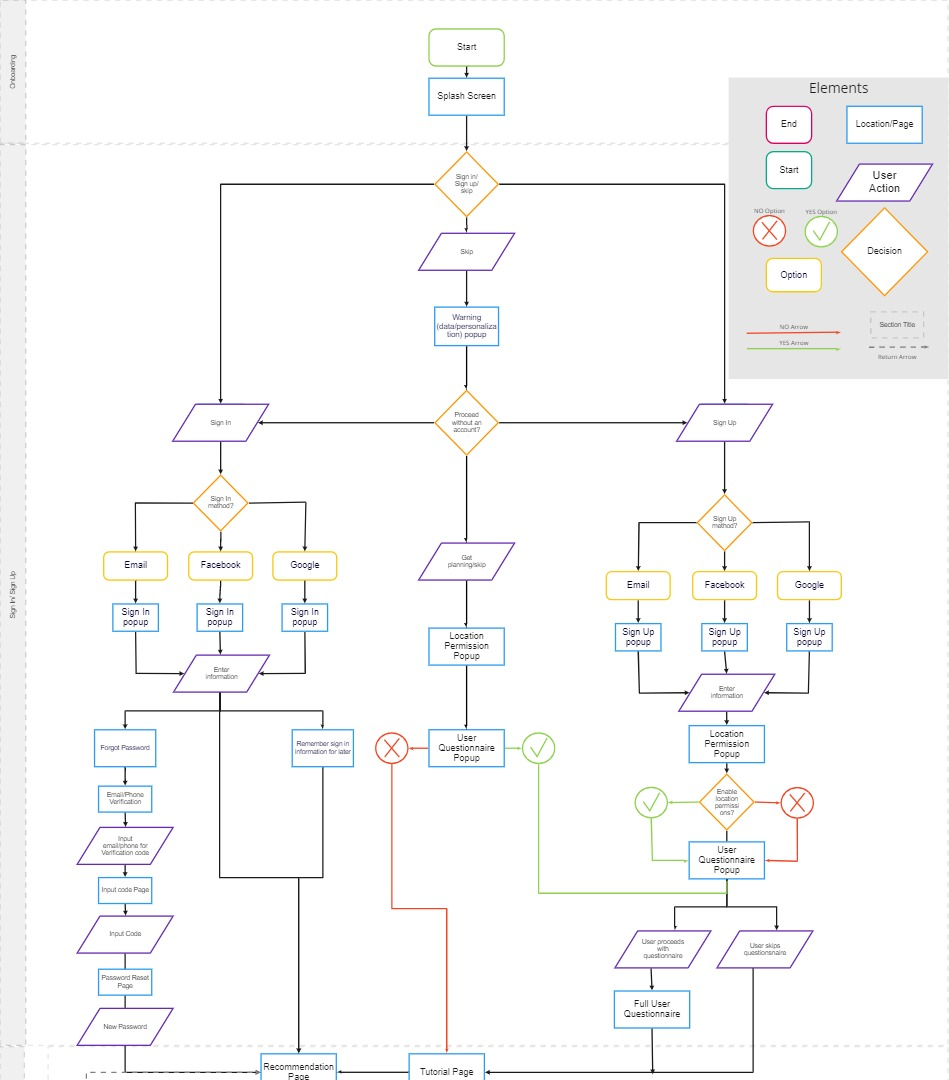 Onboarding
Start
Splash Screen
Elements
End
Location/Page
Start
User
Action
NO Option
YES Option
Decision
Option
NO Arrow
YES Arrow
Section Title
Return Arrow
Sign in/
Sign up/
skip
Skip
Warning
(data/personaliza
tion) popup
Sign In
Proceed
without an
account?
Sign Up
Sign In/ Sign Up
Sign In
method?
Email
Facebook
Google
Sign In
popup
Sign In
popup
Sign In
popup
Enter
information
Get
planning/skip
Location
Permission
Popup
User
Questionnaire
Popup
Sign Up
method?
Email
Facebook
Google
Sign Up
popup
Sign Up
popup
Sign Up
popup
Enter
information
Location
Permission
Popup
Enable
location
permissi
ons?
User
Questionnaire
Popup
User proceeds
with
questionnaire
User skips
questionsnaire
Full User
Questionnaire
Forgot Password
Remember sign in
information for later
Email/Phone
Verification
Input
email/phone for
Verification code
Input code Page
Input Code
Password Reset
Page
New Password
Recommendation
Page
Tutorial Page